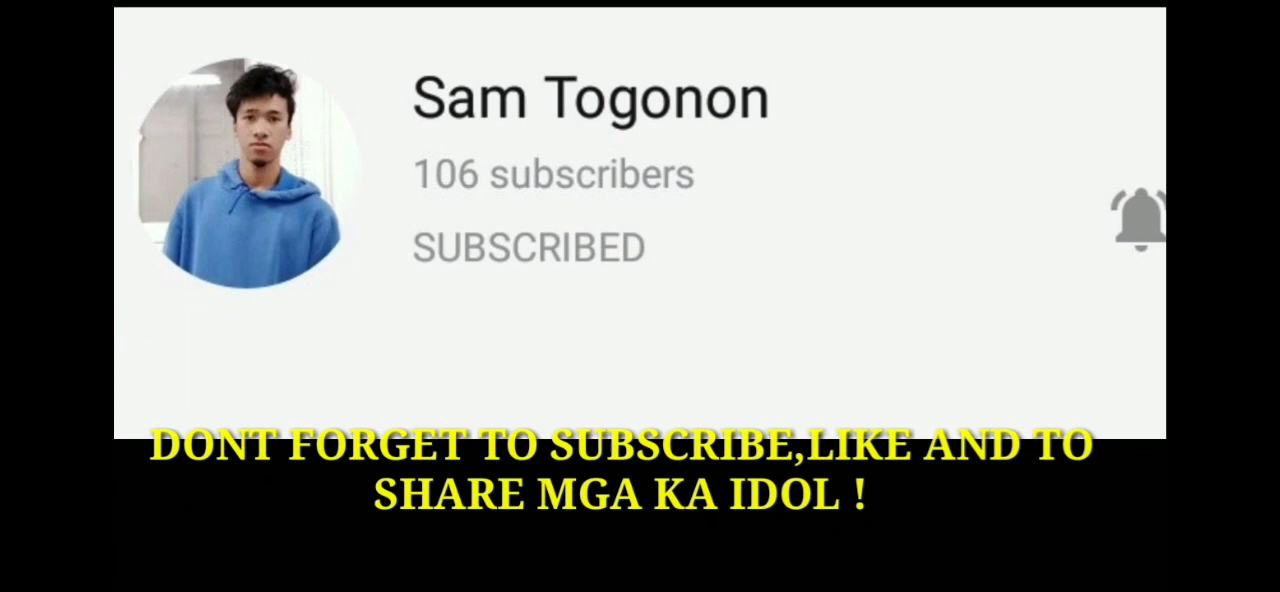 Sam Togonon
106 subscribers
SUBSCRIBED
DONT FORGET TO SUBSCRIBE,LIKE AND TO
SHARE MGA KA IDOL !